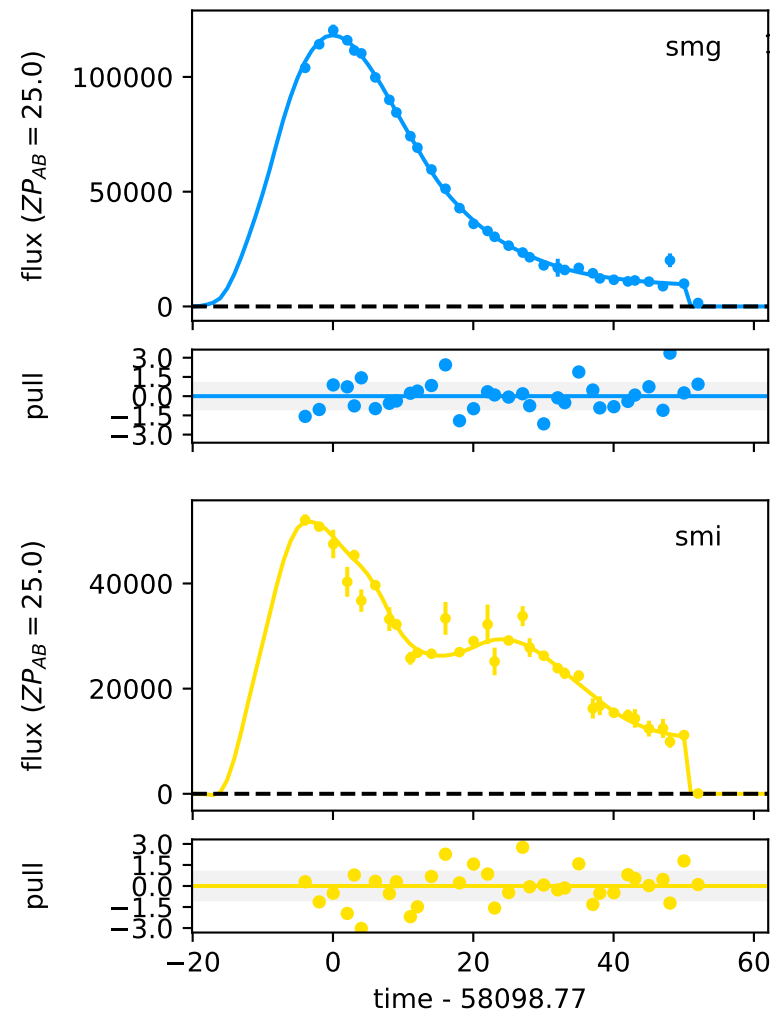 smg
flux (ZP_AB = 25.0)
100000
50000
0
pull
3.0
1.5
0.0
−1.5
−3.0
smi
flux (ZP_AB = 25.0)
40000
20000
0
pull
3.0
1.5
0.0
−1.5
−3.0
−20 0 20 40 60
time - 58098.77